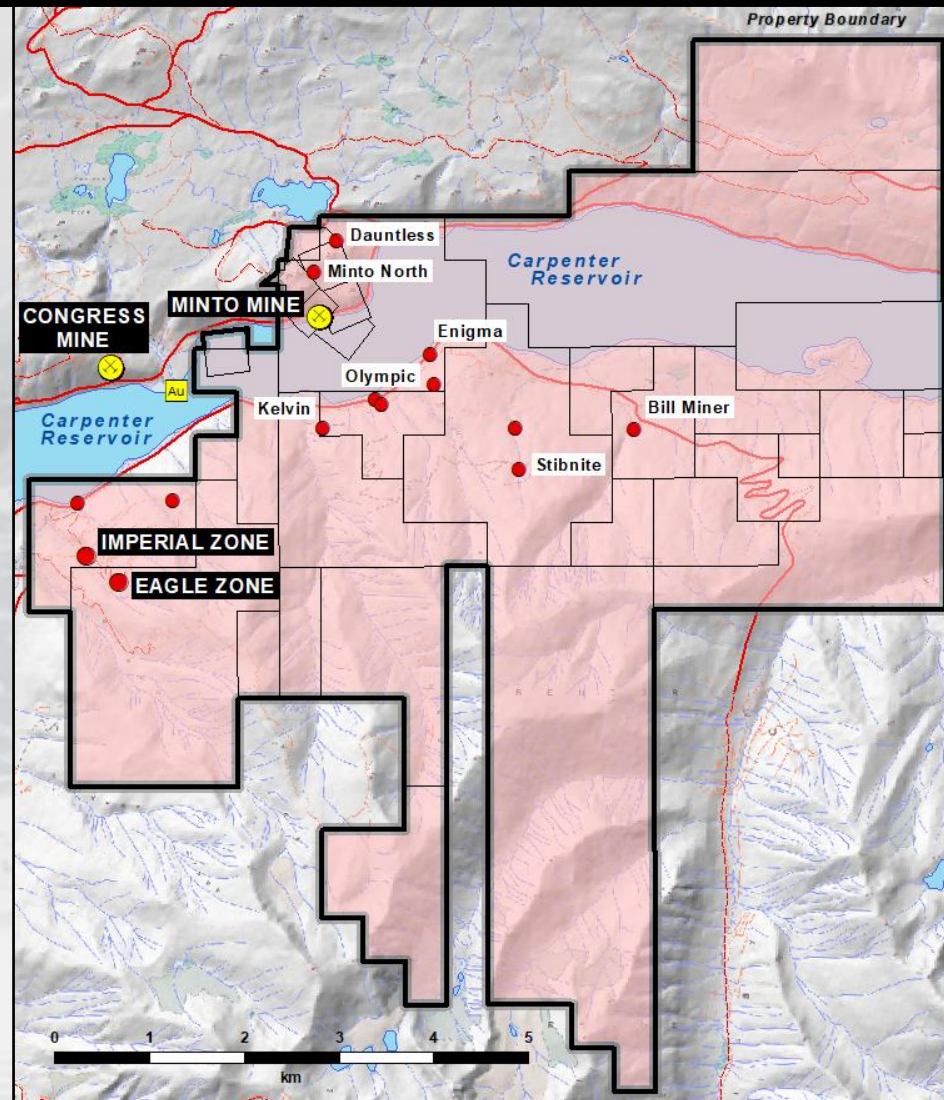 Property Boundary
Dauntless
Carpenter
Reservoir
Minto North
MINTO MINE
CONGRESS
MINE
Enigma
Olympic
Au
Kelvin
Bill Miner
Carpenter
Reservoir
Stibnite
IMPERIAL ZONE
EAGLE ZONE
0 1 2 3 4 5
km